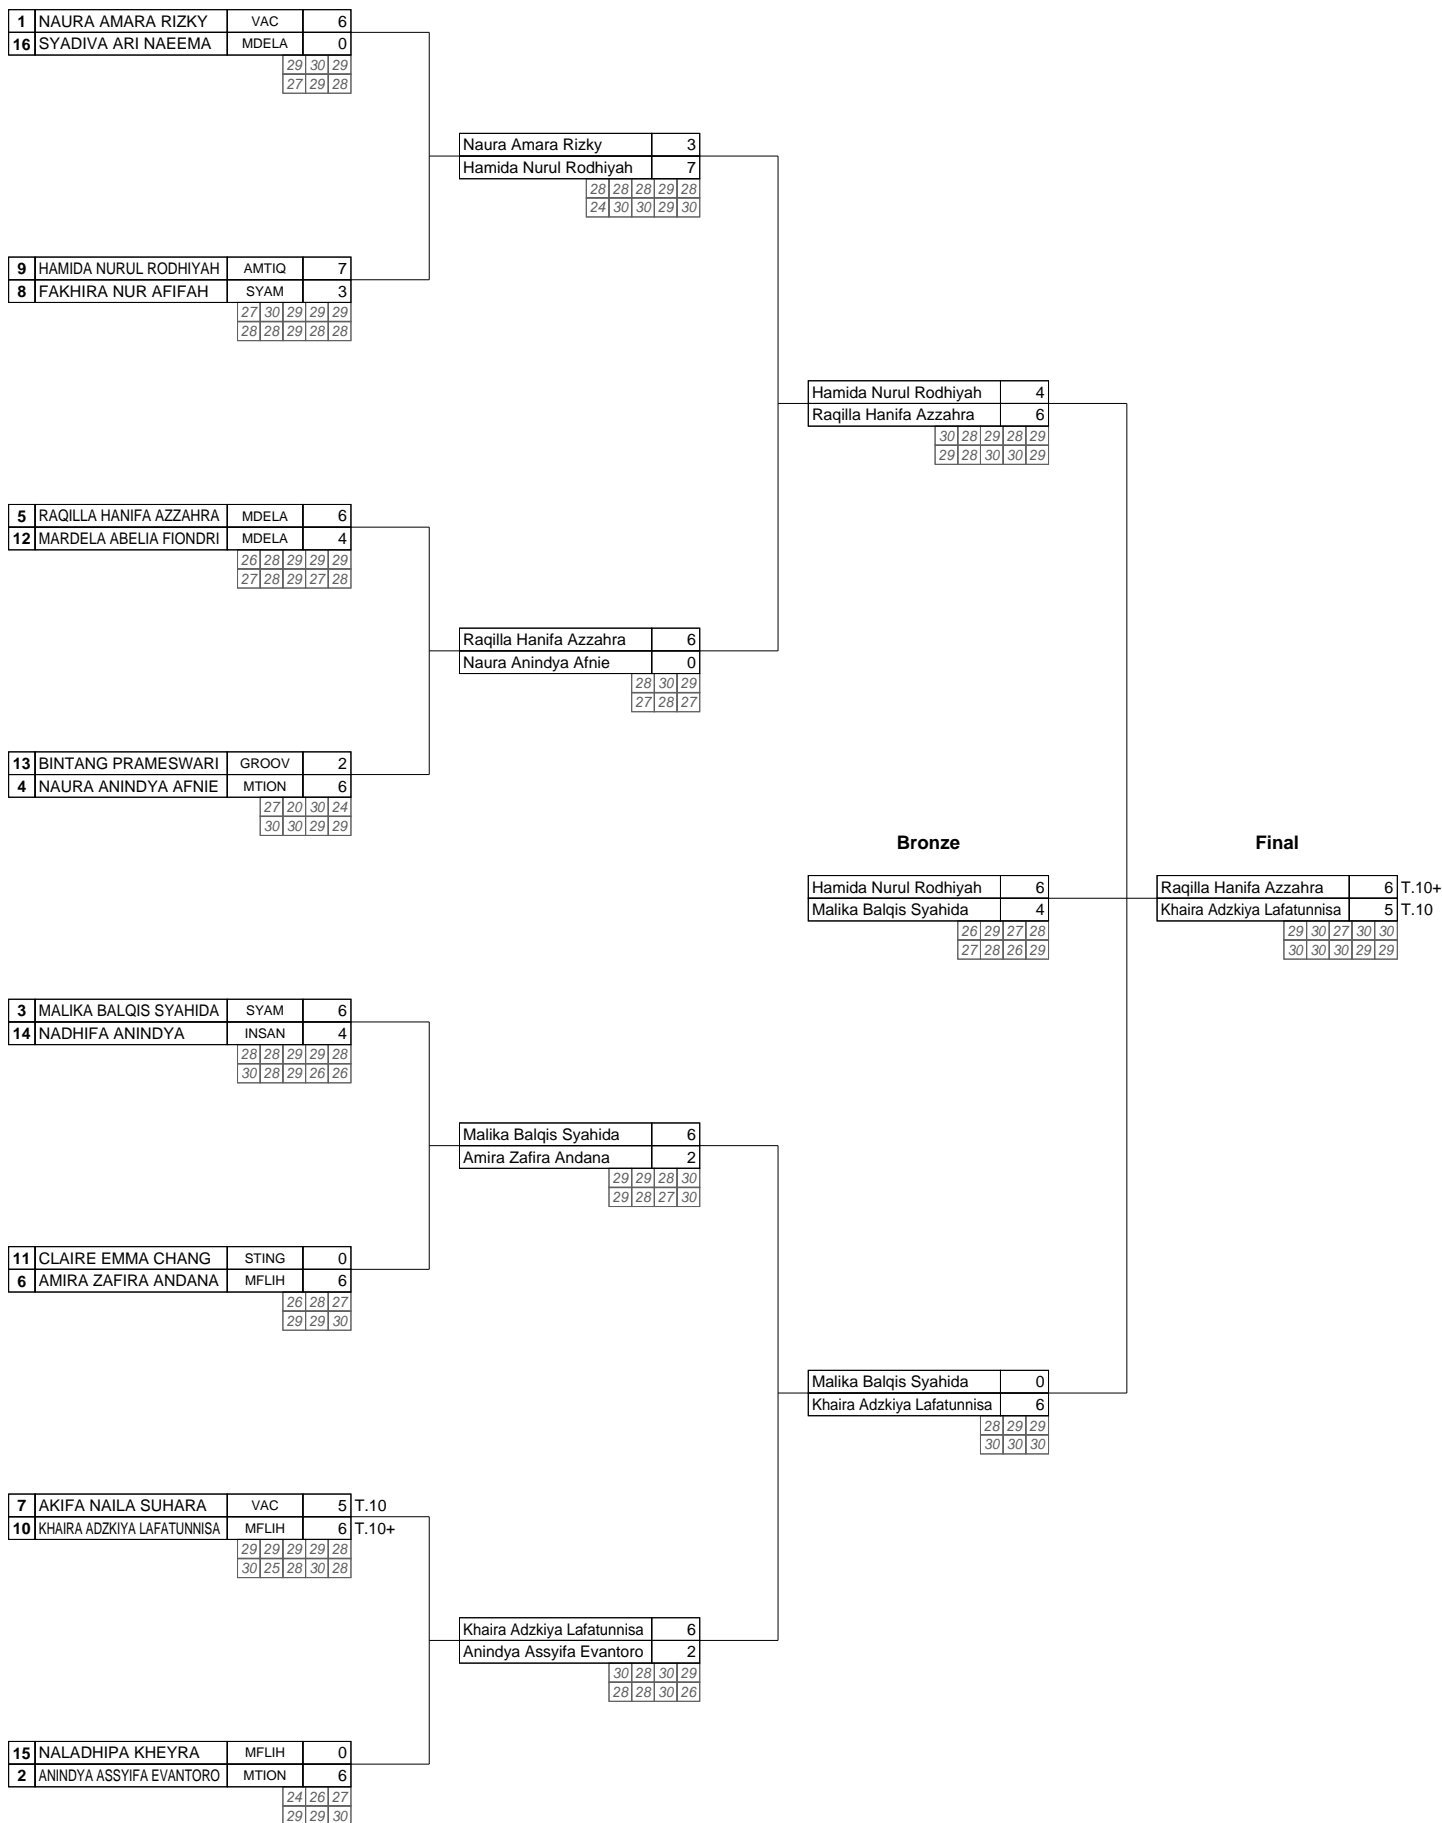 1 NAURA AMARA RIZKY VAC 6
16 SYADIVA ARI NAEEMA MDELA 0
29 30 29
27 29 28
Naura Amara Rizky 3
Hamida Nurul Rodhiyah 7
28 28 28 29 28
24 30 30 29 30
9 HAMIDA NURUL RODHIYAH AMTIQ 7
8 FAKHIRA NUR AFIFAH SYAM 3
27 30 29 29 29
28 28 29 28 28
Hamida Nurul Rodhiyah 4
Raqilla Hanifa Azzahra 6
30 28 29 28 29
29 28 30 30 29
5 RAQILLA HANIFA AZZAHRA MDELA 6
12 MARDELA ABELIA FIONDRI MDELA 4
26 28 29 29 29
27 28 29 27 28
Raqilla Hanifa Azzahra 6
Naura Anindya Afnie 0
28 30 29
27 28 27
13 BINTANG PRAMESWARI GROOV 2
4 NAURA ANINDYA AFNIE MTION 6
27 20 30 24
30 30 29 29
Bronze
Hamida Nurul Rodhiyah 6
Malika Balqis Syahida 4
26 29 27 28
27 28 26 29
Final
Raqilla Hanifa Azzahra 6 T.10+
Khaira Adzkiya Lafatunnisa 5 T.10
29 30 27 30 30
30 30 30 29 29
3 MALIKA BALQIS SYAHIDA SYAM 6
14 NADHIFA ANINDYA INSAN 4
28 28 29 29 28
30 28 29 26 26
Malika Balqis Syahida 6
Amira Zafira Andana 2
29 29 28 30
29 28 27 30
11 CLAIRE EMMA CHANG STING 0
6 AMIRA ZAFIRA ANDANA MFLIH 6
26 28 27
29 29 30
Malika Balqis Syahida 0
Khaira Adzkiya Lafatunnisa 6
28 29 29
30 30 30
7 AKIFA NAILA SUHARA VAC 5 T.10
10 KHAIRA ADZKIYA LAFATUNNISA MFLIH 6 T.10+
29 29 29 29 28
30 25 28 30 28
Khaira Adzkiya Lafatunnisa 6
Anindya Assyifa Evantoro 2
30 28 30 29
28 28 30 26
15 NALADHIPA KHEYRA MFLIH 0
2 ANINDYA ASSYIFA EVANTORO MTION 6
24 26 27
29 29 30